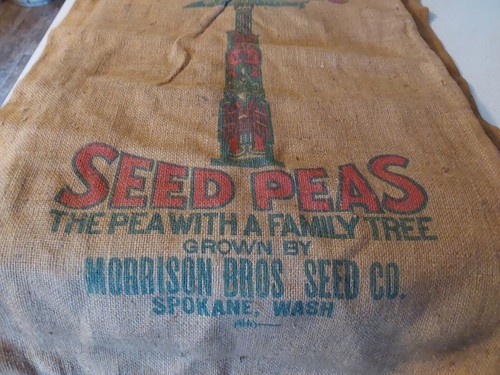 SEED PEAS
THE PEA WITH A FAMILY TREE
GROWN BY
MORRISON BROS. SEED CO.
SPOKANE, WASH